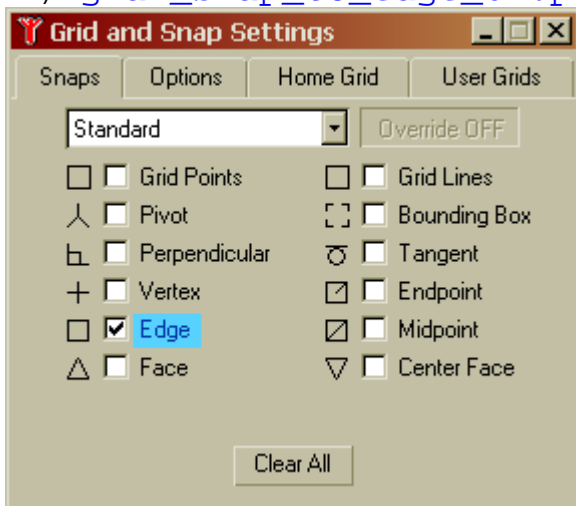 Grid and Snap Settings
Snaps Options Home Grid User Grids
Standard Override OFF
Grid Points Grid Lines
Pivot Bounding Box
Perpendicular Tangent
Vertex Endpoint
Edge Midpoint
Face Center Face
Clear All